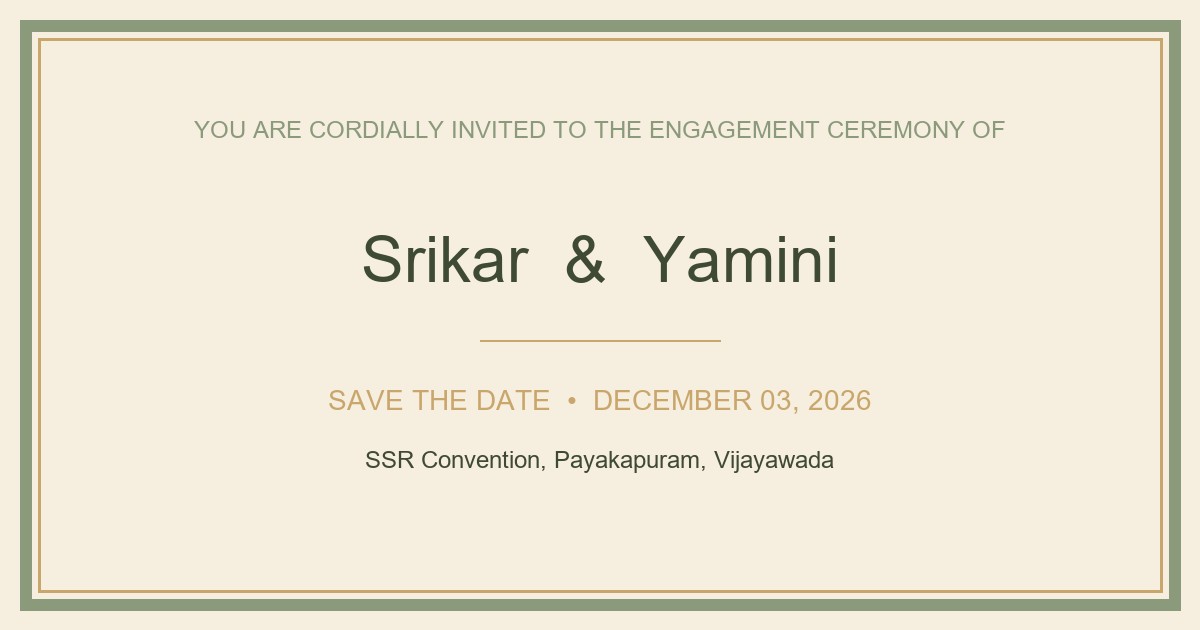 YOU ARE CORDIALLY INVITED TO THE ENGAGEMENT CEREMONY OF
Srikar & Yamini
SAVE THE DATE • DECEMBER 03, 2026
SSR Convention, Payakapuram, Vijayawada